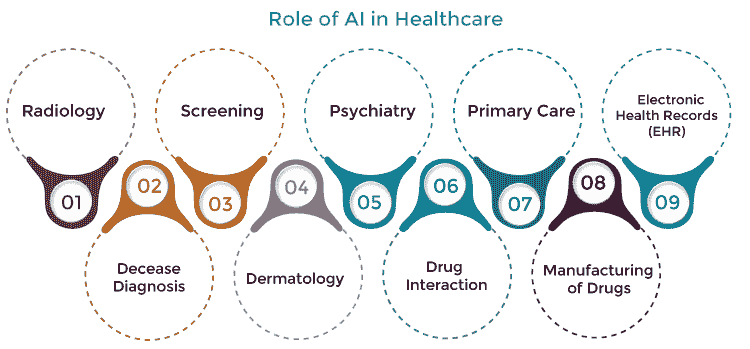 Role of AI in Healthcare
Radiology
01
02
Decease
Diagnosis
Screening
03
04
Dermatology
Psychiatry
05
06
Drug
Interaction
Primary Care
07
08
Manufacturing
of Drugs
Electronic
Health Records
(EHR)
09